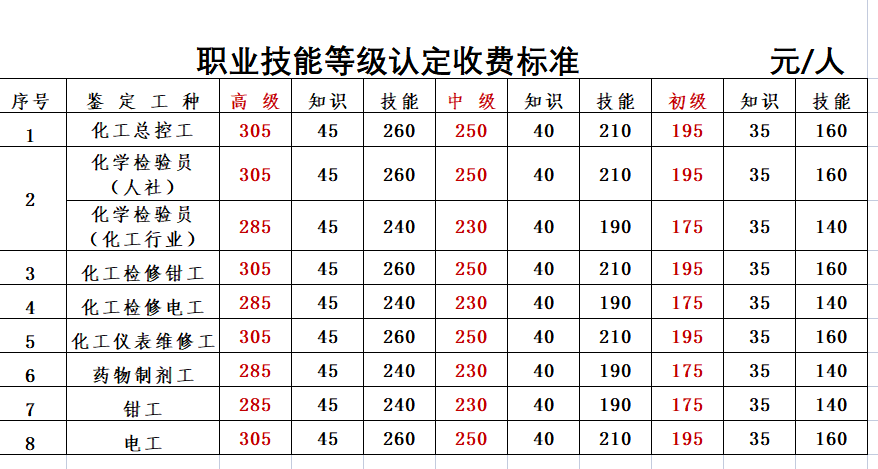 职业技能等级认定收费标准 元/人
序号 鉴定工种 高级 知识 技能 中级 知识 技能 初级 知识 技能
1 化工总控工 305 45 260 250 40 210 195 35 160
2 化学检验员
（人社） 305 45 260 250 40 210 195 35 160
化学检验员
（化工行业） 285 45 240 230 40 190 175 35 140
3 化工检修钳工 305 45 260 250 40 210 195 35 160
4 化工检修电工 285 45 240 230 40 190 175 35 140
5 化工仪表维修工 305 45 260 250 40 210 195 35 160
6 药物制剂工 285 45 240 230 40 190 175 35 140
7 钳工 285 45 240 230 40 190 175 35 140
8 电工 305 45 260 250 40 210 195 35 160